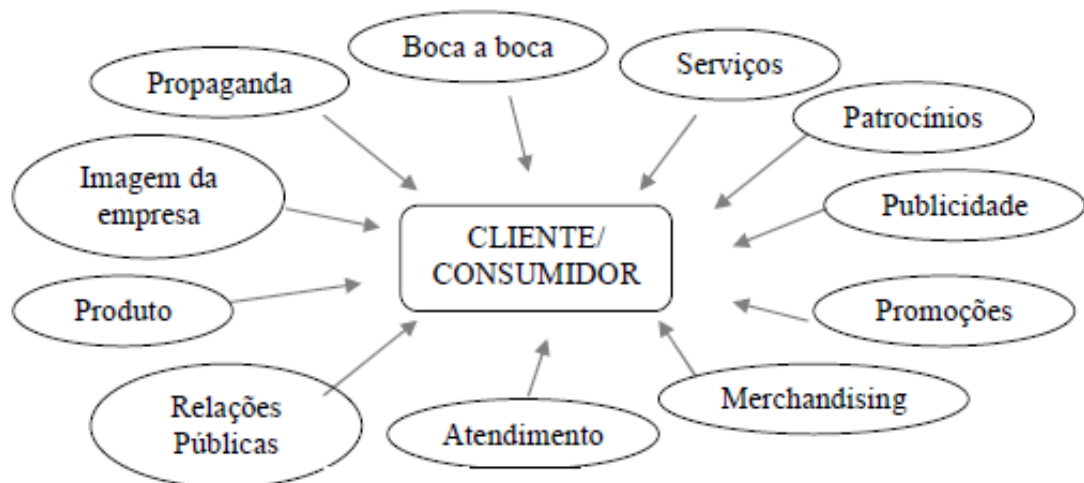 Boca a boca
Serviços
Propaganda
Patrocínios
Imagem da
empresa
Publicidade
CLIENTE/
CONSUMIDOR
Produto
Promoções
Merchandising
Relações
Públicas
Atendimento